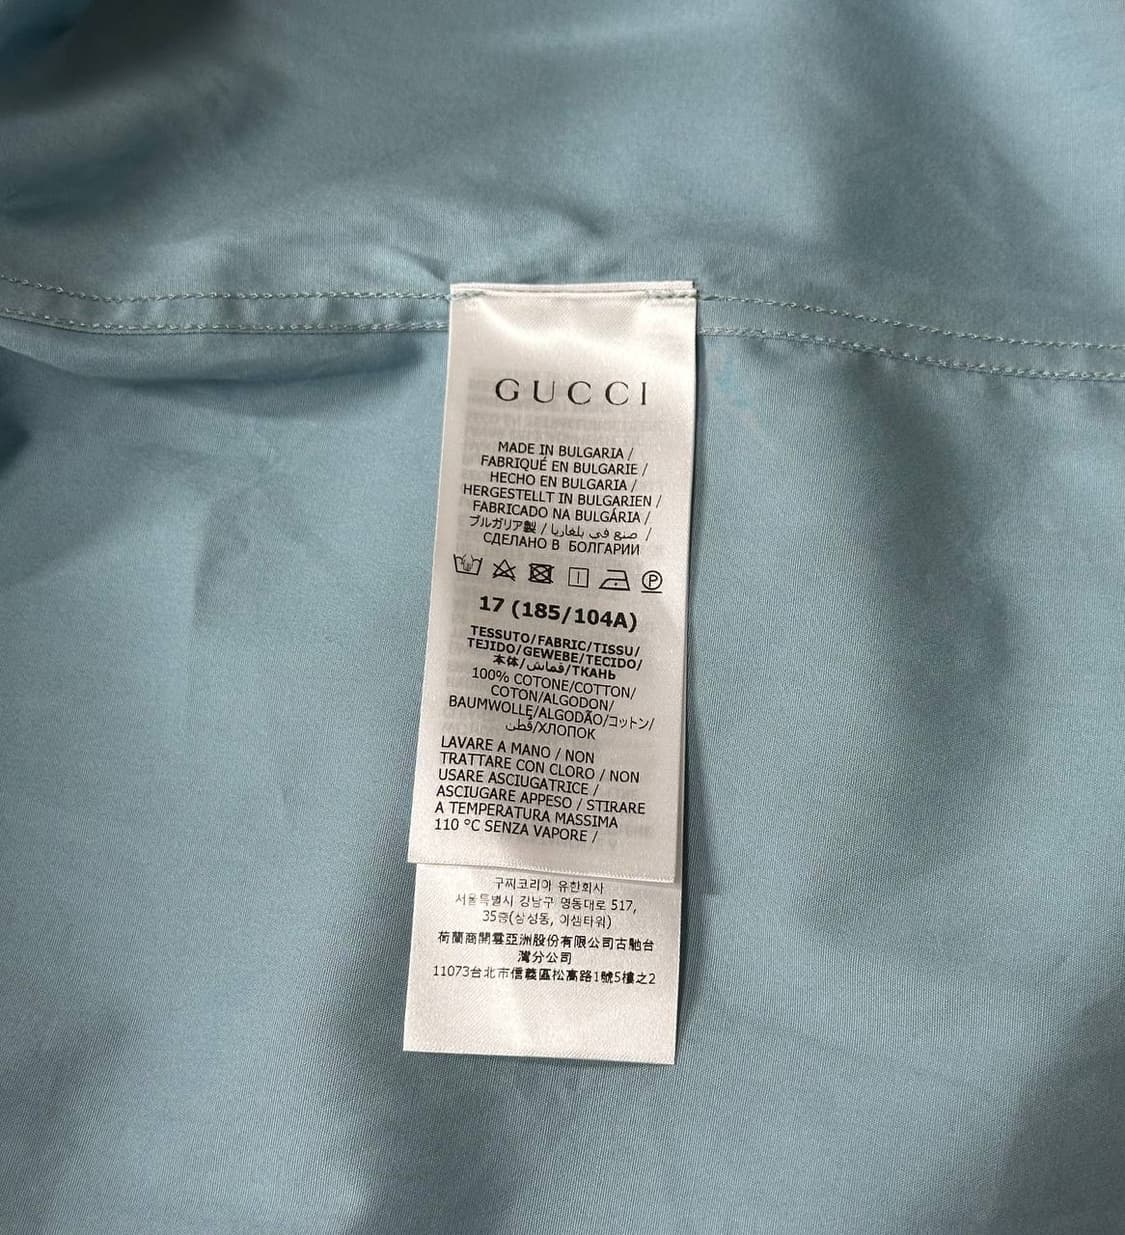 GUCCI
MADE IN BULGARIA /
FABRIQUÉ EN BULGARIE /
HECHO EN BULGARIA /
HERGESTELLT IN BULGARIEN /
FABRICADO NA BULGÁRIA /
ブルガリア製 / صنع في بلغاريا /
СДЕЛАНО В БОЛГАРИИ
P
17 (185/104A)
TESSUTO/FABRIC/TISSU/
TEJIDO/GEWEBE/TECIDO/
本体/قماش/ТКАНЬ
100% COTONE/COTTON/
COTON/ALGODON/
BAUMWOLLE/ALGODÃO/コットン/
قطن/ХЛОПОК
LAVARE A MANO / NON
TRATTARE CON CLORO / NON
USARE ASCIUGATRICE /
ASCIUGARE APPESO / STIRARE
A TEMPERATURA MASSIMA
110 °C SENZA VAPORE /
구찌코리아 유한회사
서울특별시 강남구 영동대로 517,
35층(삼성동, 아셈타워)
荷蘭商開雲亞洲股份有限公司古馳台
灣分公司
11073台北市信義區松高路1號5樓之2